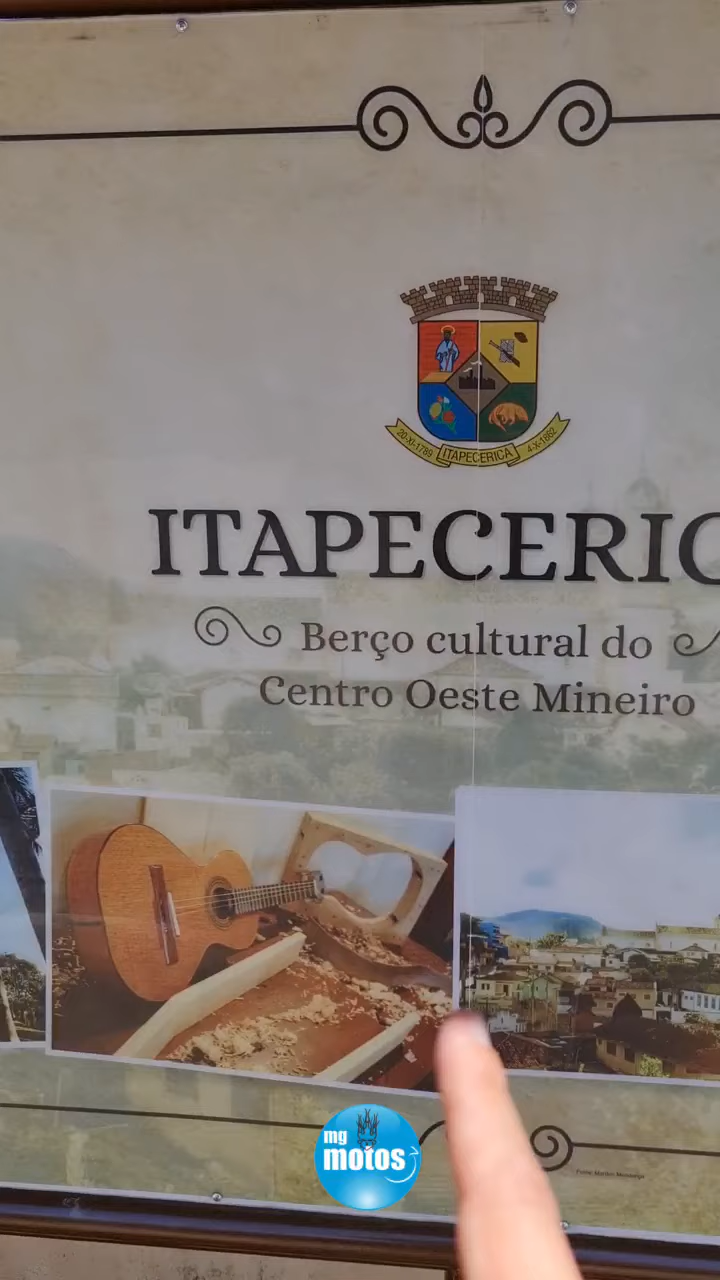 20-XI-1789 ITAPECERICA 4-X-1862
ITAPECERIC
Berço cultural do
Centro Oeste Mineiro
mg
motos